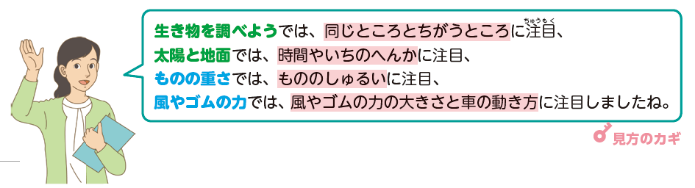 生き物を調べようでは、同じところとちがうところに注目、
太陽と地面では、時間やいちのへんかに注目、
ものの重さでは、もののしゅるいに注目、
風やゴムの力では、風やゴムの力の大きさと車の動き方に注目しましたね。
見方のカギ